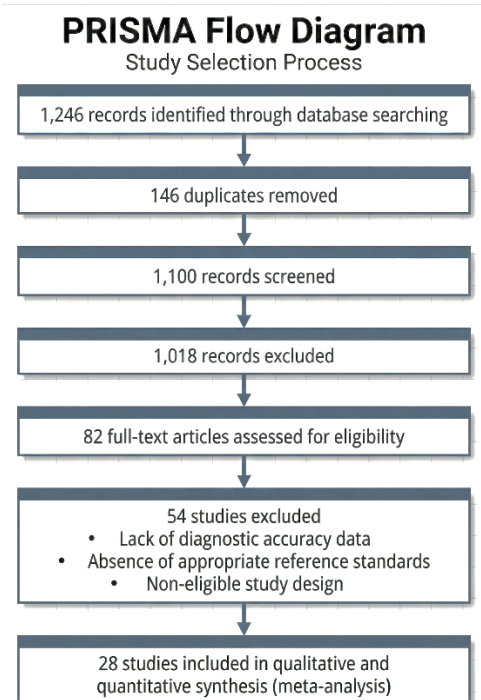 PRISMA Flow Diagram
Study Selection Process
1,246 records identified through database searching
146 duplicates removed
1,100 records screened
1,018 records excluded
82 full-text articles assessed for eligibility
54 studies excluded
• Lack of diagnostic accuracy data
• Absence of appropriate reference standards
• Non-eligible study design
28 studies included in qualitative and
quantitative synthesis (meta-analysis)